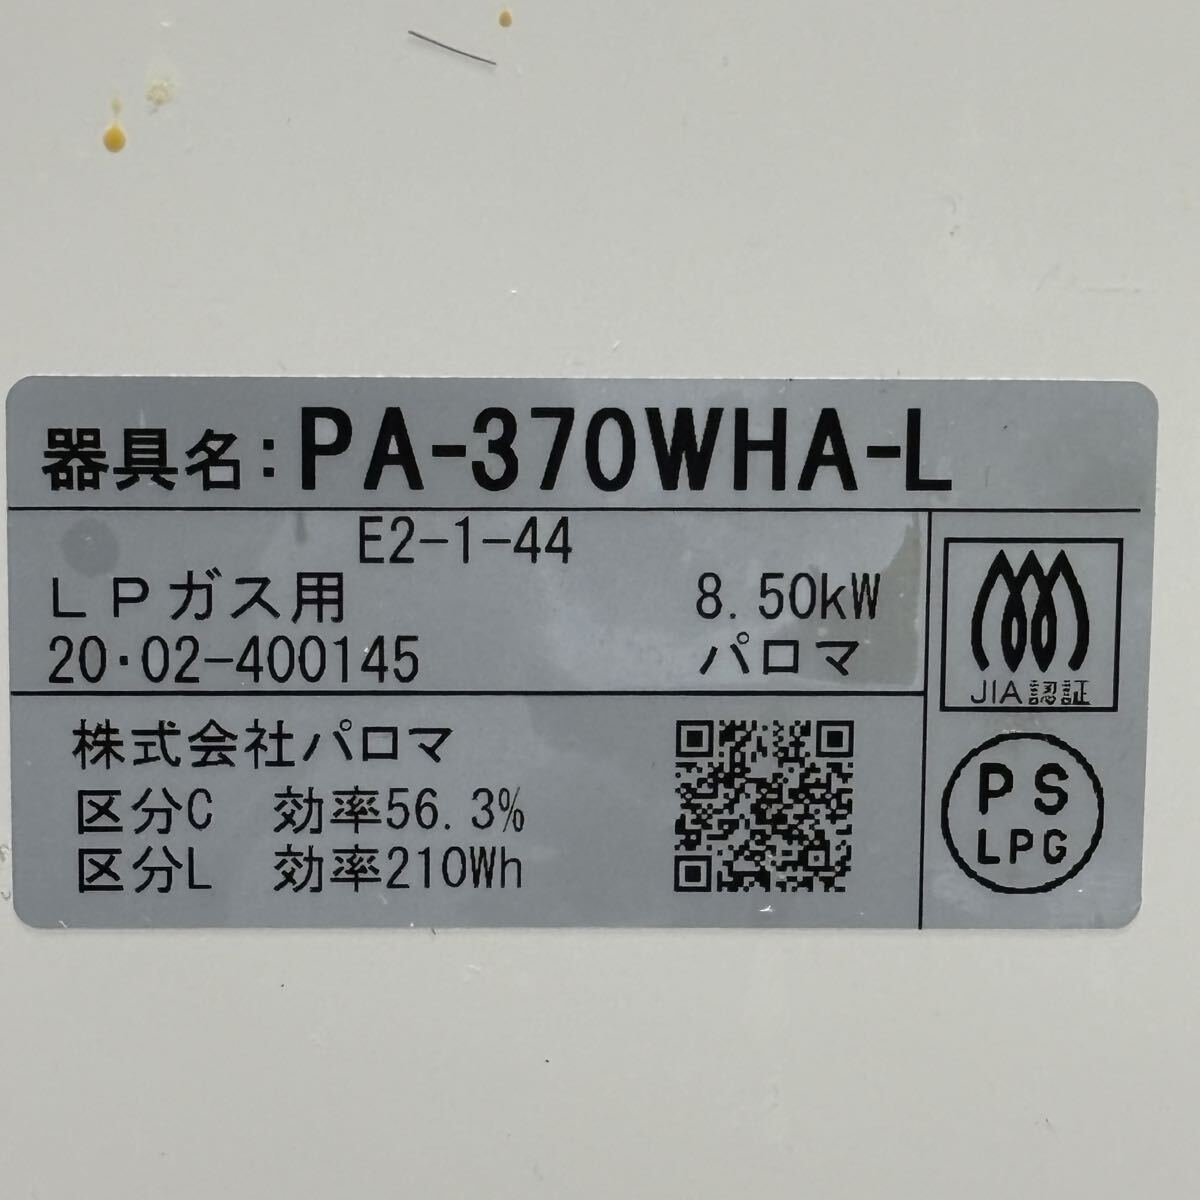 器具名:PA-370WHA-L
E2-1-44
LPガス用 8.50kW
20・02-400145 パロマ
JIA認証
株式会社パロマ
区分C 効率56.3%
区分L 効率210Wh
PS
LPG